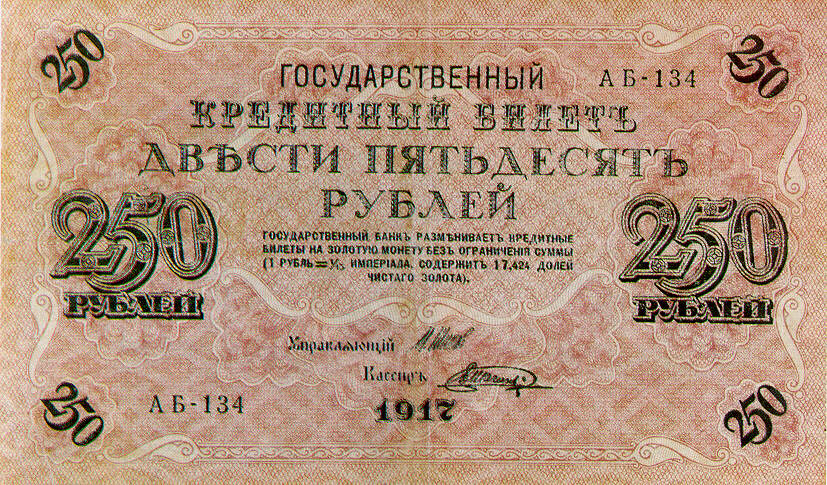 250 250
ГОСУДАРСТВЕННЫЙ АБ-134
КРЕДИТНЫЙ БИЛЕТЪ
ДВѢСТИ ПЯТЬДЕСЯТЪ
РУБЛЕЙ
250 250
РУБЛЕЙ РУБЛЕЙ
ГОСУДАРСТВЕННЫЙ БАНКЪ РАЗМѢНИВАЕТЪ КРЕДИТНЫЕ
БИЛЕТЫ НА ЗОЛОТУЮ МОНЕТУ БЕЗЪ ОГРАНИЧЕНІЯ СУММЫ
(1 РУБЛЬ = 1/15 ИМПЕРІАЛА, СОДЕРЖИТЪ 17,424 ДОЛЕЙ
ЧИСТАГО ЗОЛОТА).
Управляющій
Кассиръ
АБ-134 1917
250 250